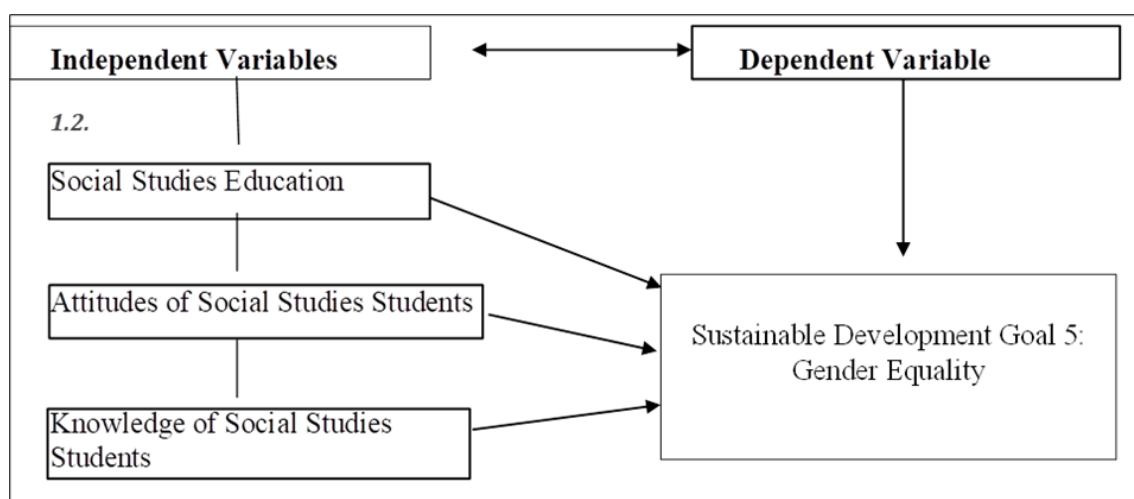 Independent Variables
Dependent Variable
1.2.
Social Studies Education
Attitudes of Social Studies Students
Knowledge of Social Studies
Students
Sustainable Development Goal 5:
Gender Equality